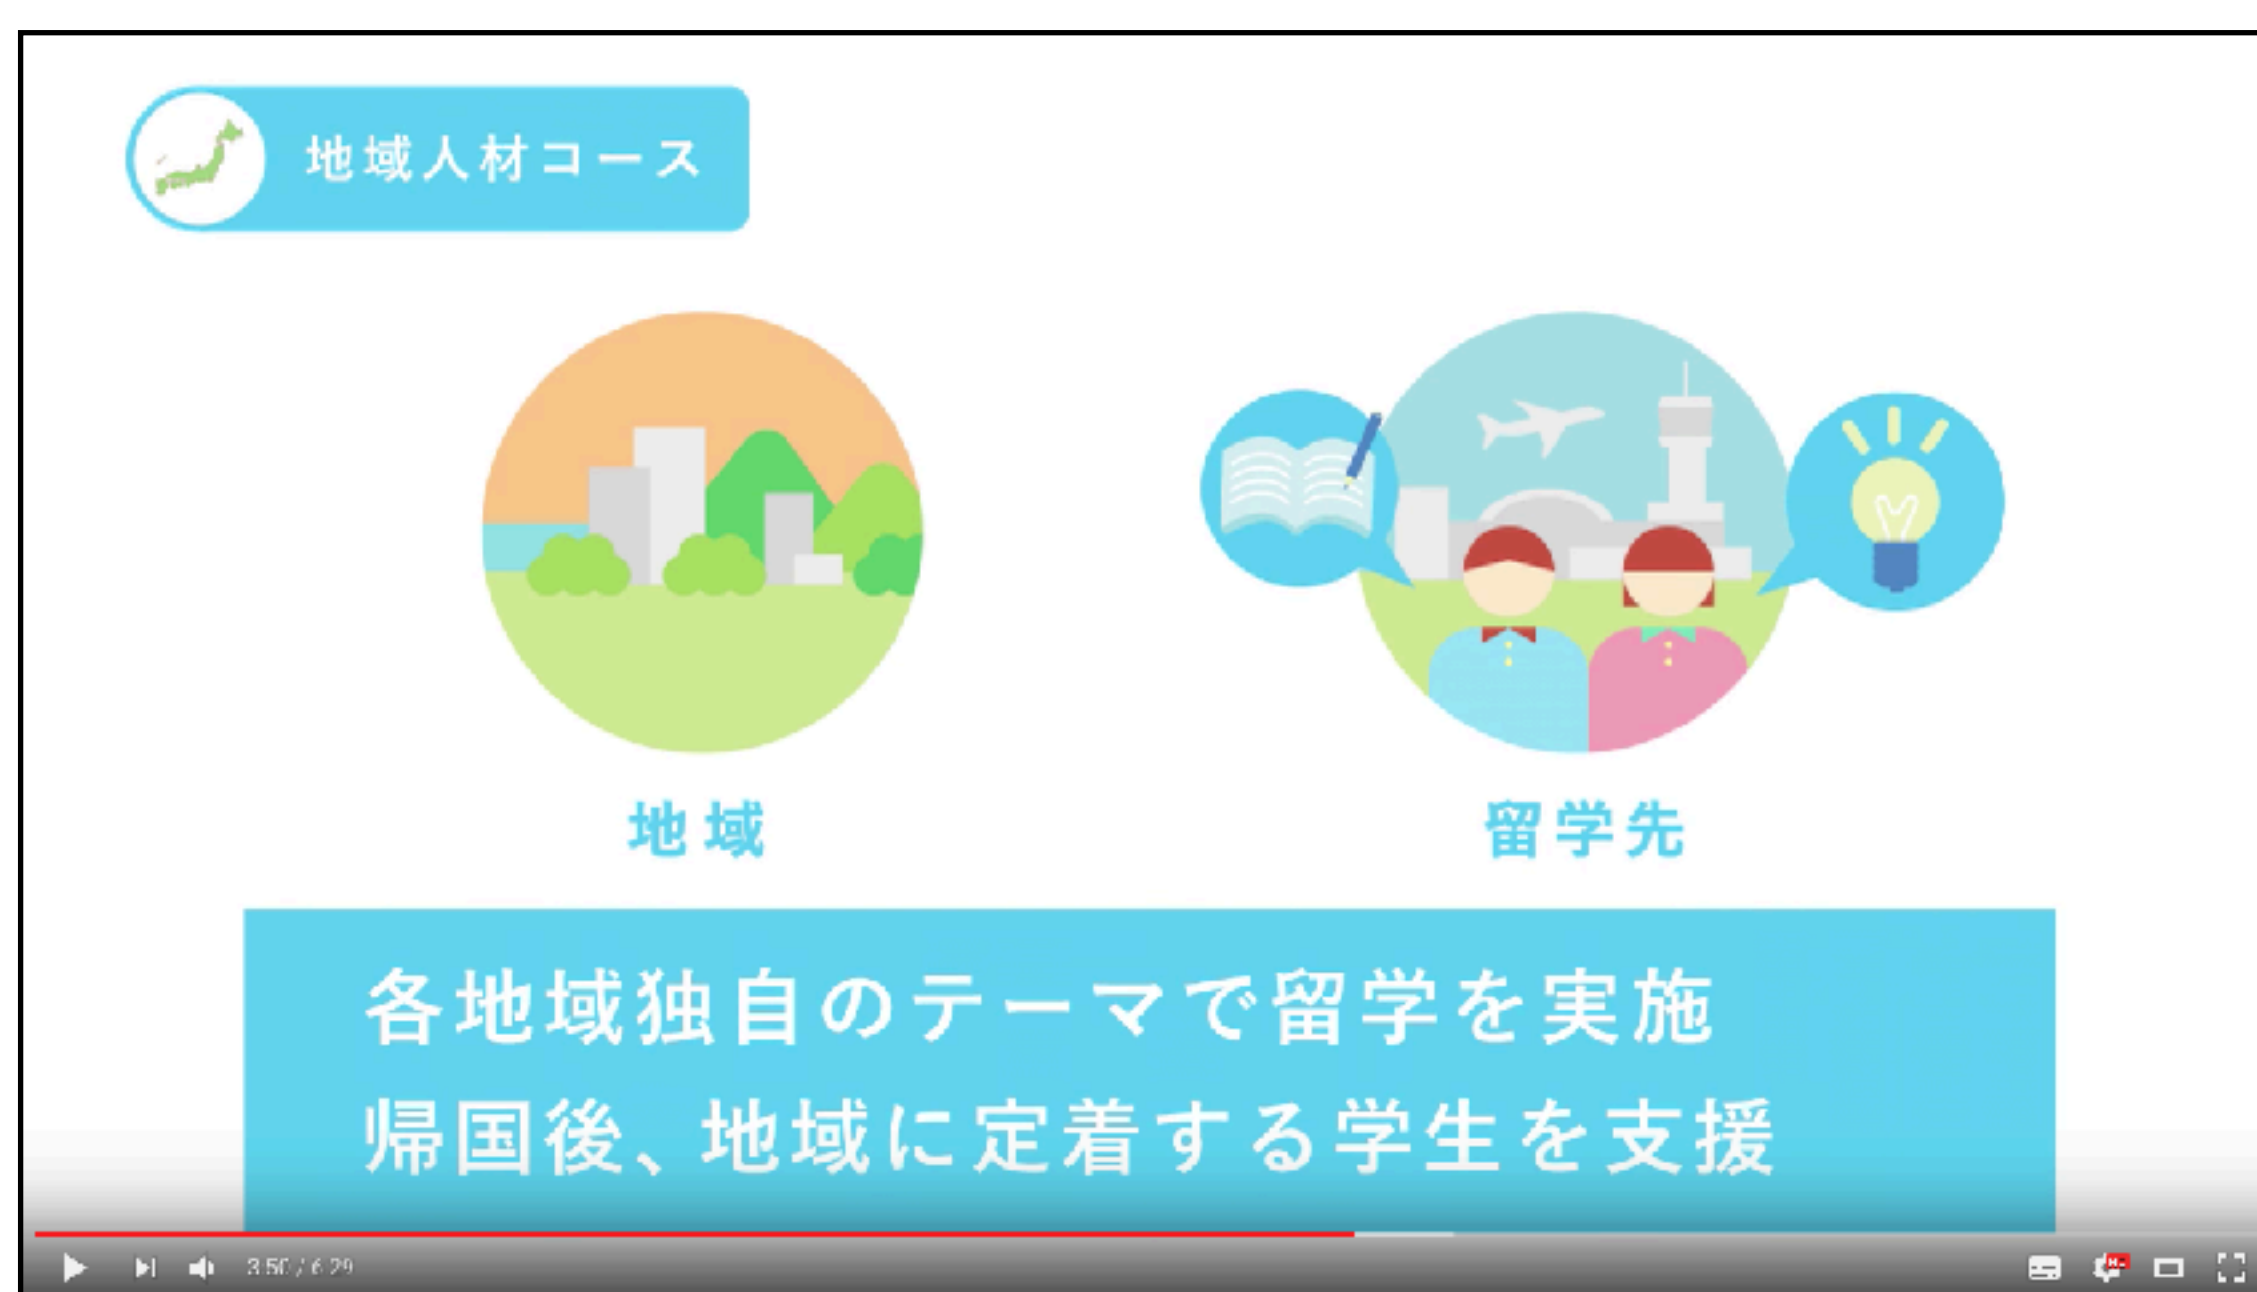 地域人材コース
地域
留学先
各地域独自のテーマで留学を実施
帰国後、地域に定着する学生を支援
3:50 / 6:29